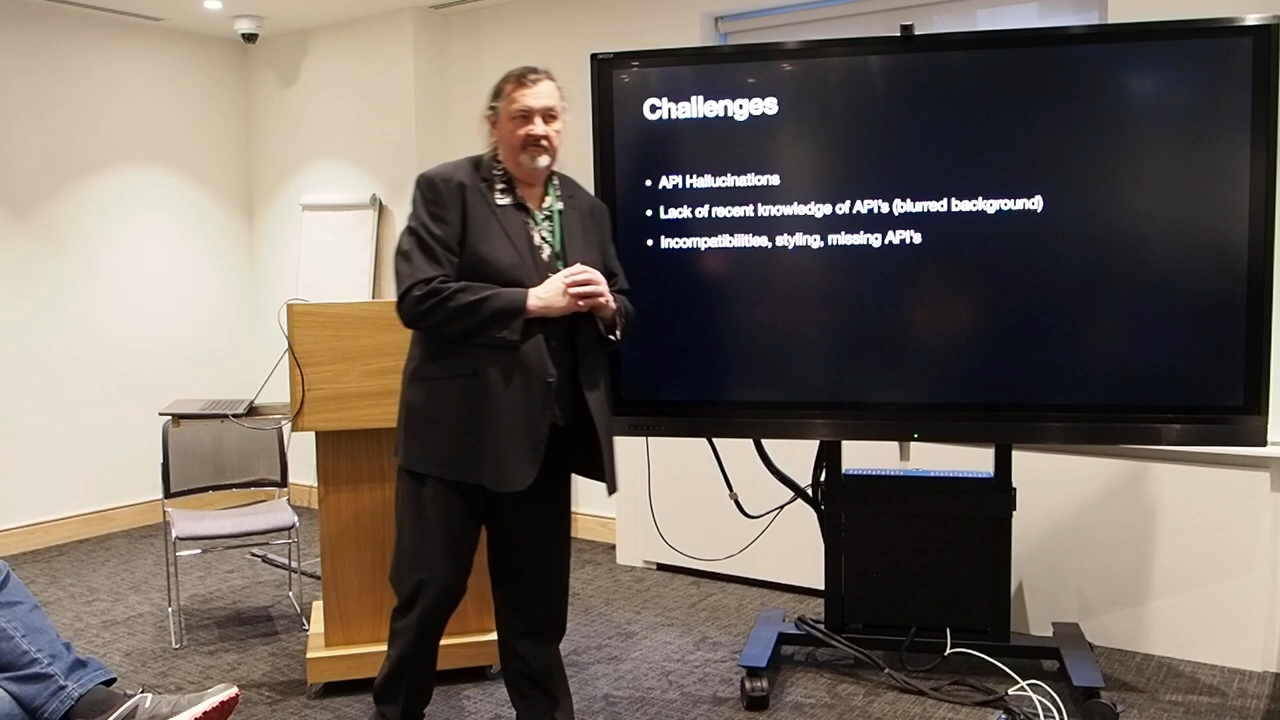 Challenges
• API Hallucinations
• Lack of recent knowledge of API's (blurred background)
• Incompatibilities, styling, missing API's